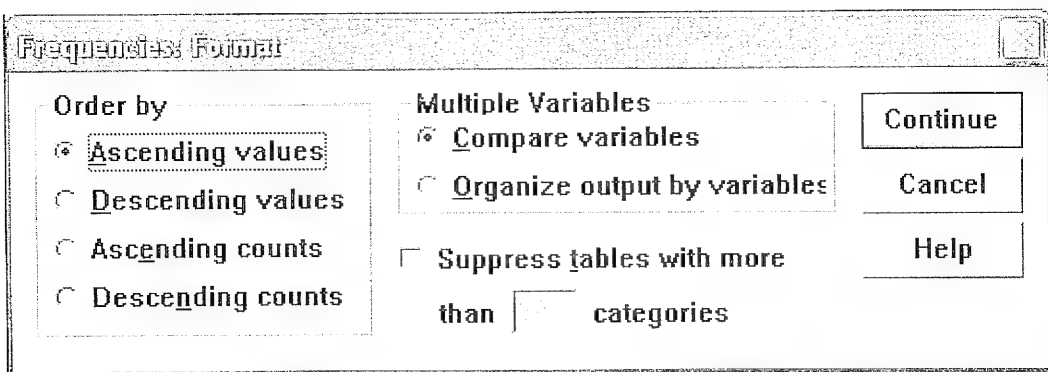 Frequencies: Format
Order by
Ascending values
Descending values
Ascending counts
Descending counts
Multiple Variables
Compare variables
Organize output by variables
Suppress tables with more
than categories
Continue
Cancel
Help